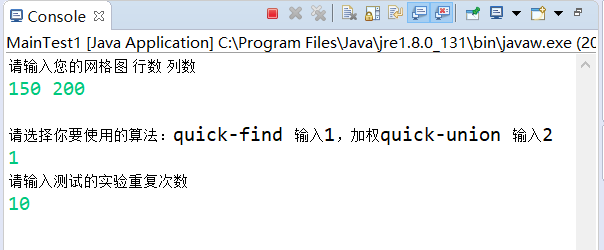 Console
MainTest1 [Java Application] C:\Program Files\Java\jre1.8.0_131\bin\javaw.exe (20
请输入您的网格图 行数 列数
150 200
请选择你要使用的算法: quick-find 输入1, 加权quick-union 输入2
1
请输入测试的实验重复次数
10